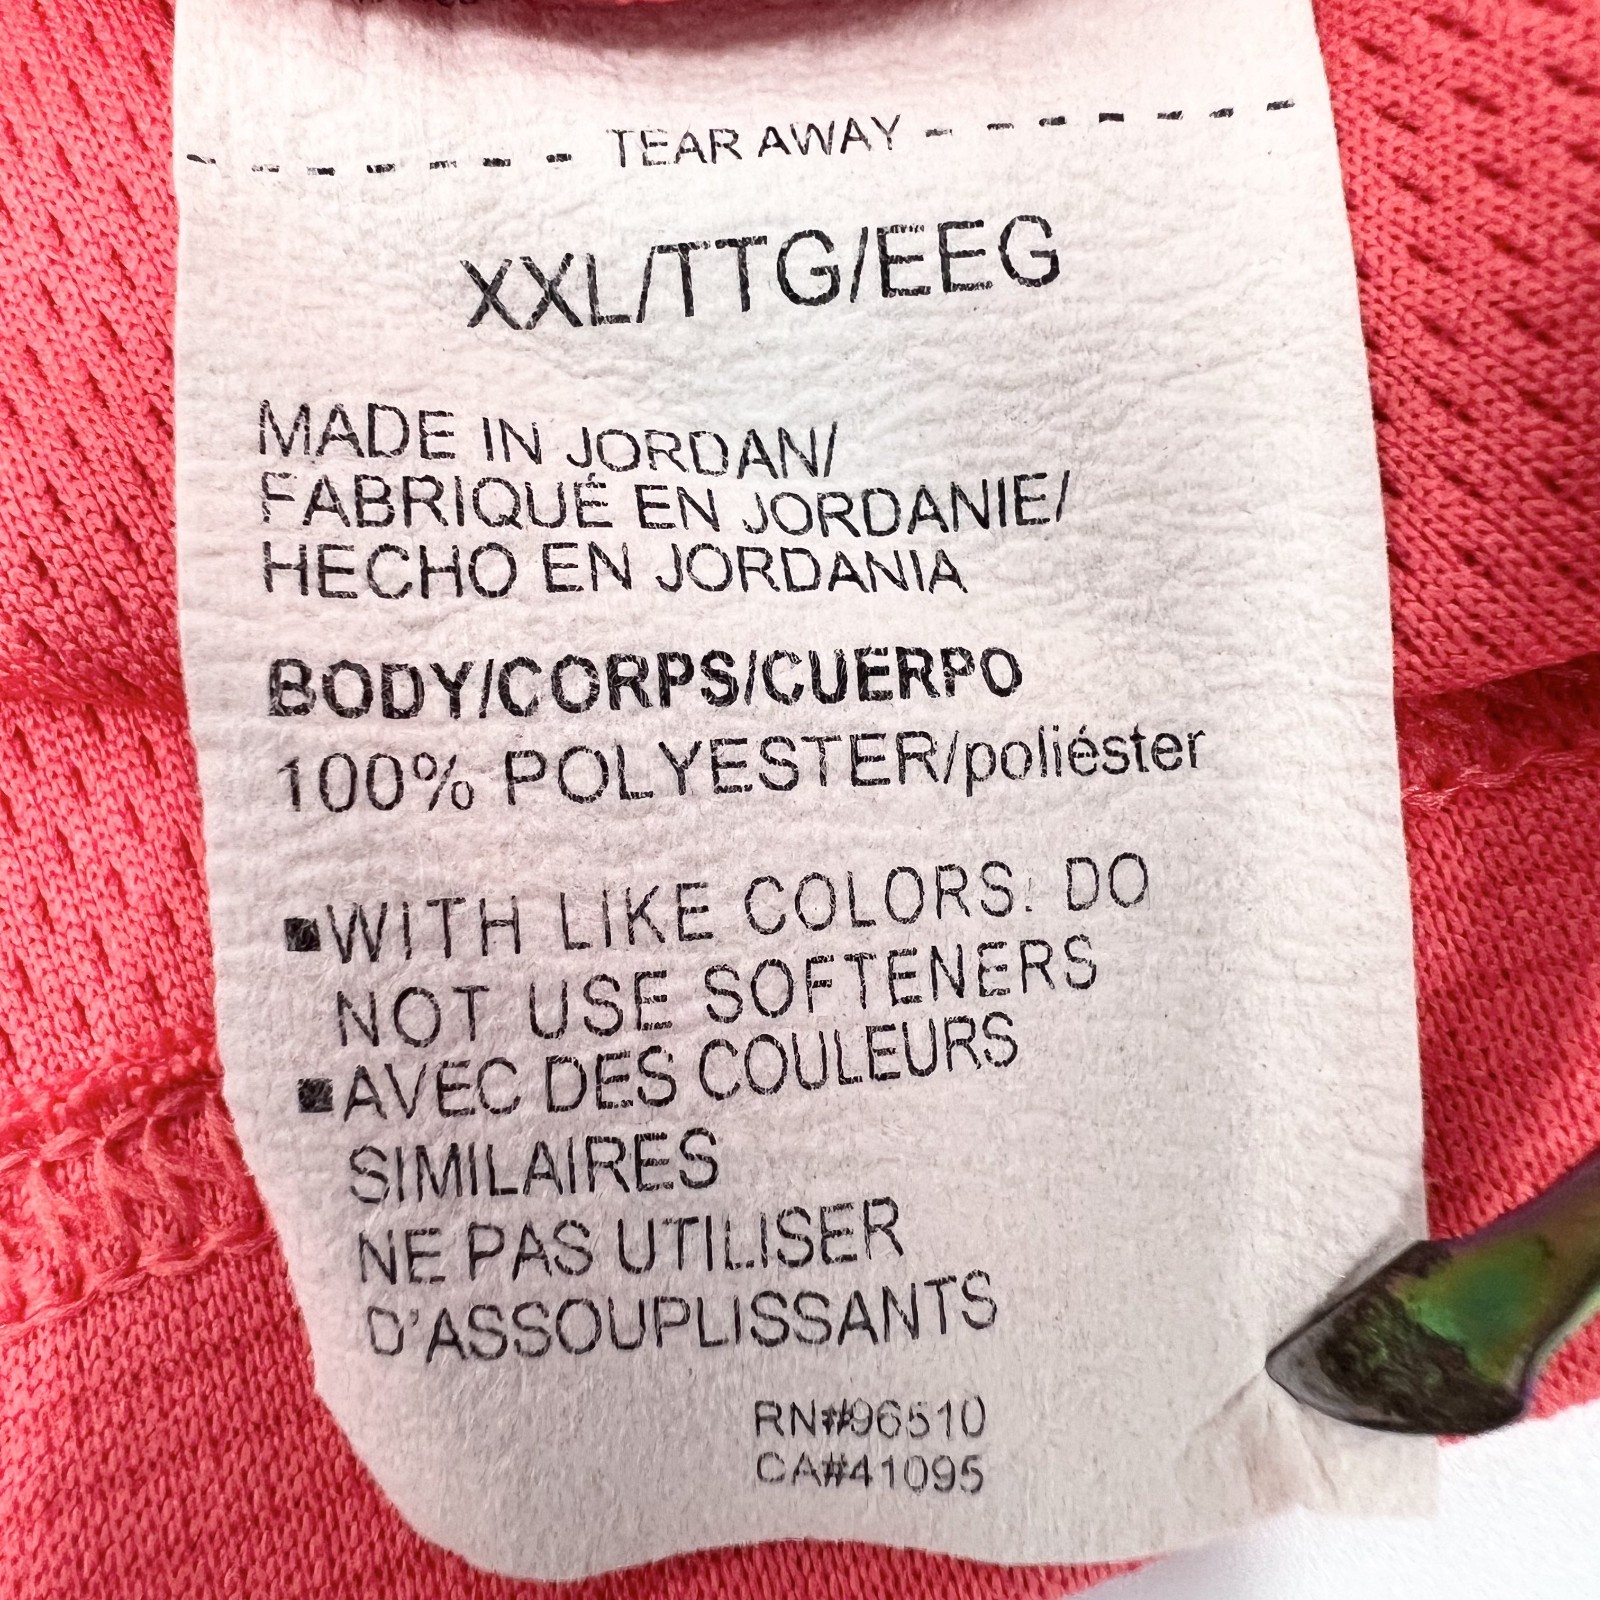 TEAR AWAY
XXL/TTG/EEG
MADE IN JORDAN/
FABRIQUÉ EN JORDANIE/
HECHO EN JORDANIA
BODY/CORPS/CUERPO
100% POLYESTER/poliéster
▪WITH LIKE COLORS. DO
NOT USE SOFTENERS
▪AVEC DES COULEURS
SIMILAIRES
NE PAS UTILISER
D'ASSOUPLISSANTS
RN#96510
CA#41095